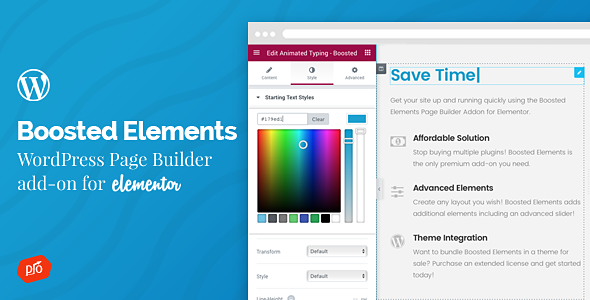 Boosted Elements
WordPress Page Builder
add-on for elementor
pro
Edit Animated Typing - Boosted
Content
Style
Advanced
Starting Text Styles
Clear
Transform
Default
Style
Default
Save Time
Get your site up and running quickly using the Boosted
Elements Page Builder Addon for Elementor.
Affordable Solution
Stop buying multiple plugins! Boosted Elements is
the only premium add-on you need.
Advanced Elements
Create any layout you wish! Boosted Elements adds
additional elements including an advanced slider!
Theme Integration
Want to bundle Boosted Elements in a theme for
sale? Purchase an extended license and get started
today!